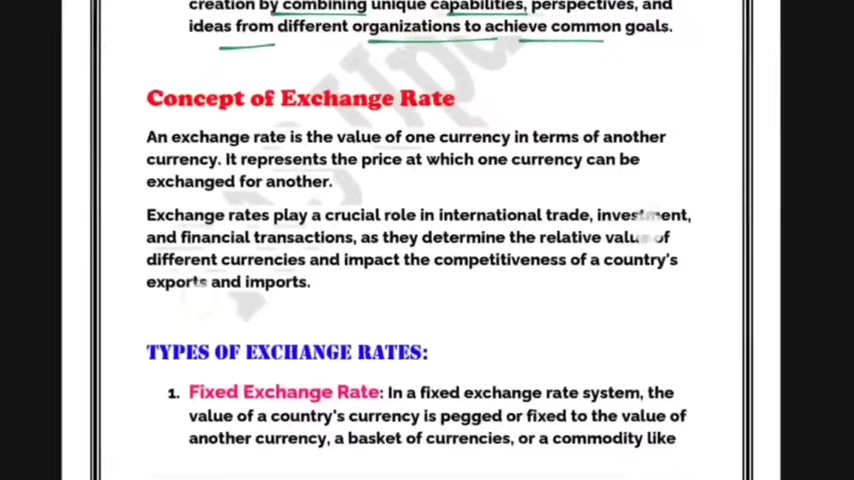 creation by combining unique capabilities, perspectives, and
ideas from different organizations to achieve common goals.
Concept of Exchange Rate
An exchange rate is the value of one currency in terms of another
currency. It represents the price at which one currency can be
exchanged for another.
Exchange rates play a crucial role in international trade, investment,
and financial transactions, as they determine the relative value of
different currencies and impact the competitiveness of a country's
exports and imports.
TYPES OF EXCHANGE RATES:
1. Fixed Exchange Rate: In a fixed exchange rate system, the
value of a country's currency is pegged or fixed to the value of
another currency, a basket of currencies, or a commodity like